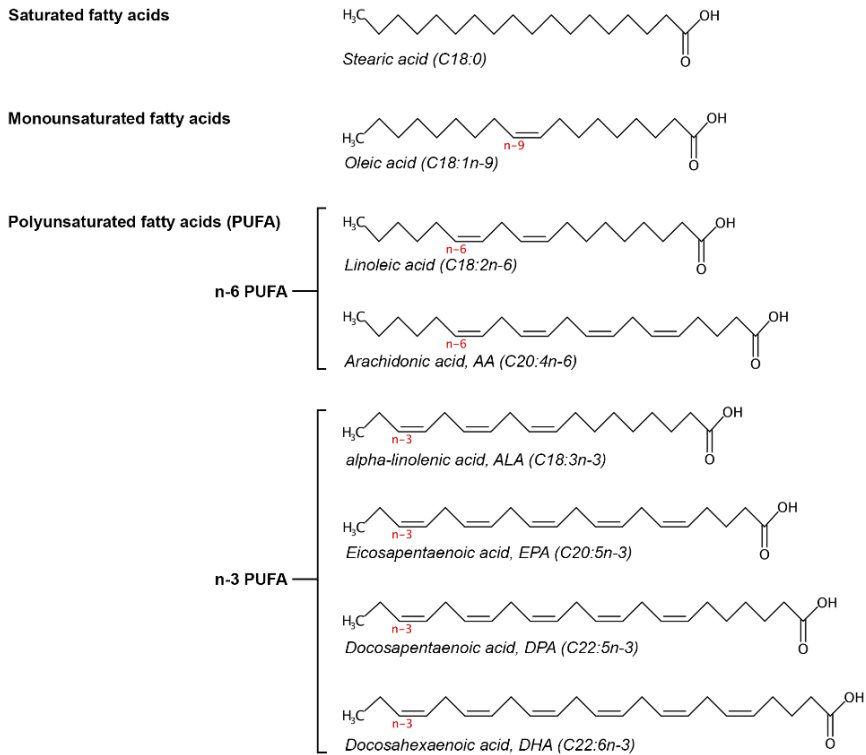 Saturated fatty acids
H3C
OH
O
Stearic acid (C18:0)
Monounsaturated fatty acids
H3C
OH
O
n-9
Oleic acid (C18:1n-9)
Polyunsaturated fatty acids (PUFA)
H3C
OH
O
n-6
Linoleic acid (C18:2n-6)
n-6 PUFA
H3C
OH
O
n-6
Arachidonic acid, AA (C20:4n-6)
H3C
OH
O
n-3
alpha-linolenic acid, ALA (C18:3n-3)
H3C
OH
O
n-3
Eicosapentaenoic acid, EPA (C20:5n-3)
n-3 PUFA
H3C
OH
O
n-3
Docosapentaenoic acid, DPA (C22:5n-3)
H3C
OH
O
n-3
Docosahexaenoic acid, DHA (C22:6n-3)